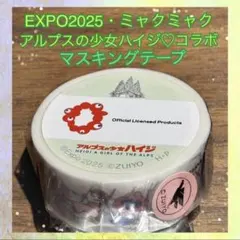 EXPO2025・ミャクミャク
アルプスの少女ハイジ♡コラボ
マスキングテープ
Official Licensed Products
アルプスの少女ハイジ
HEIDI・A GIRL OF THE ALPS
2025 ©ZUIYO